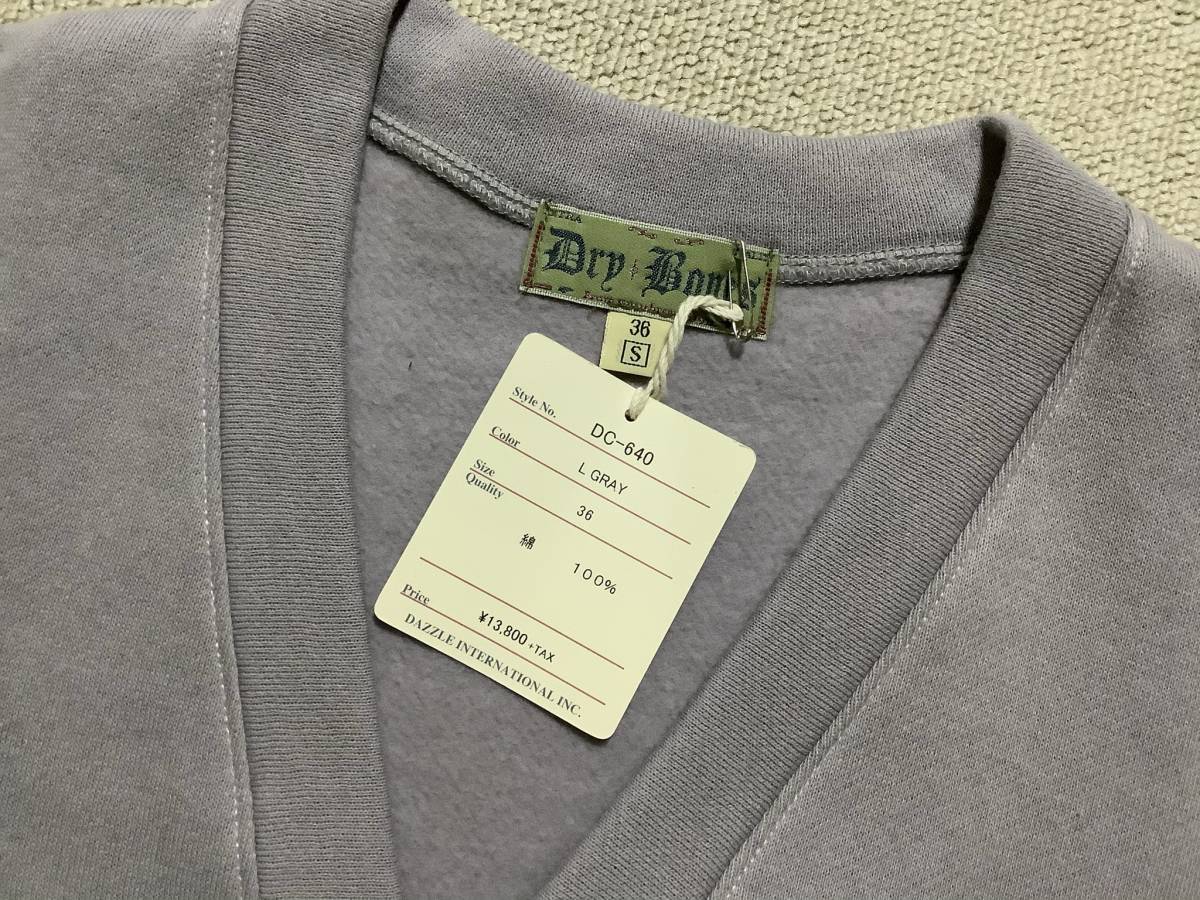 Dry Bones
36
S
Style No. DC-640
Color L GRAY
Size 36
Quality
綿 100%
Price ¥13,800+TAX
DAZZLE INTERNATIONAL INC.